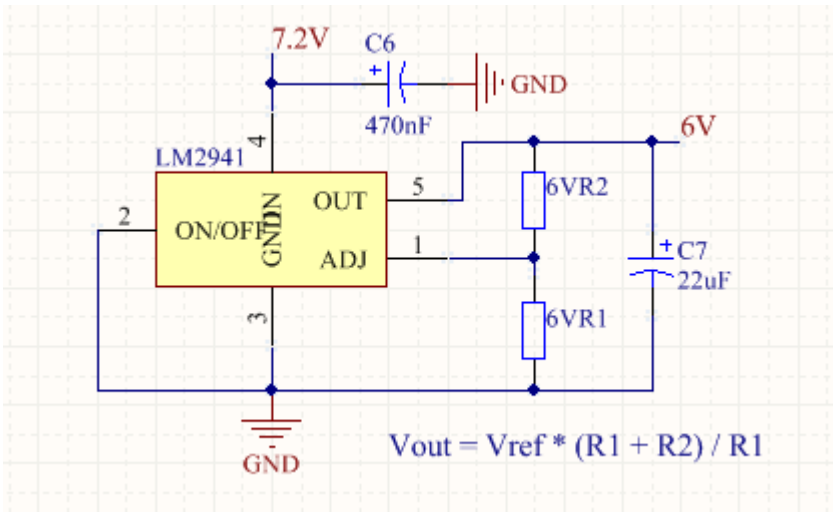 7.2V
C6
+
GND
470nF
4
6V
LM2941
5
6VR2
OUT
2
ON/OFF
GND
IN
1
+
C7
ADJ
22uF
3
6VR1
Vout = Vref * (R1 + R2) / R1
GND